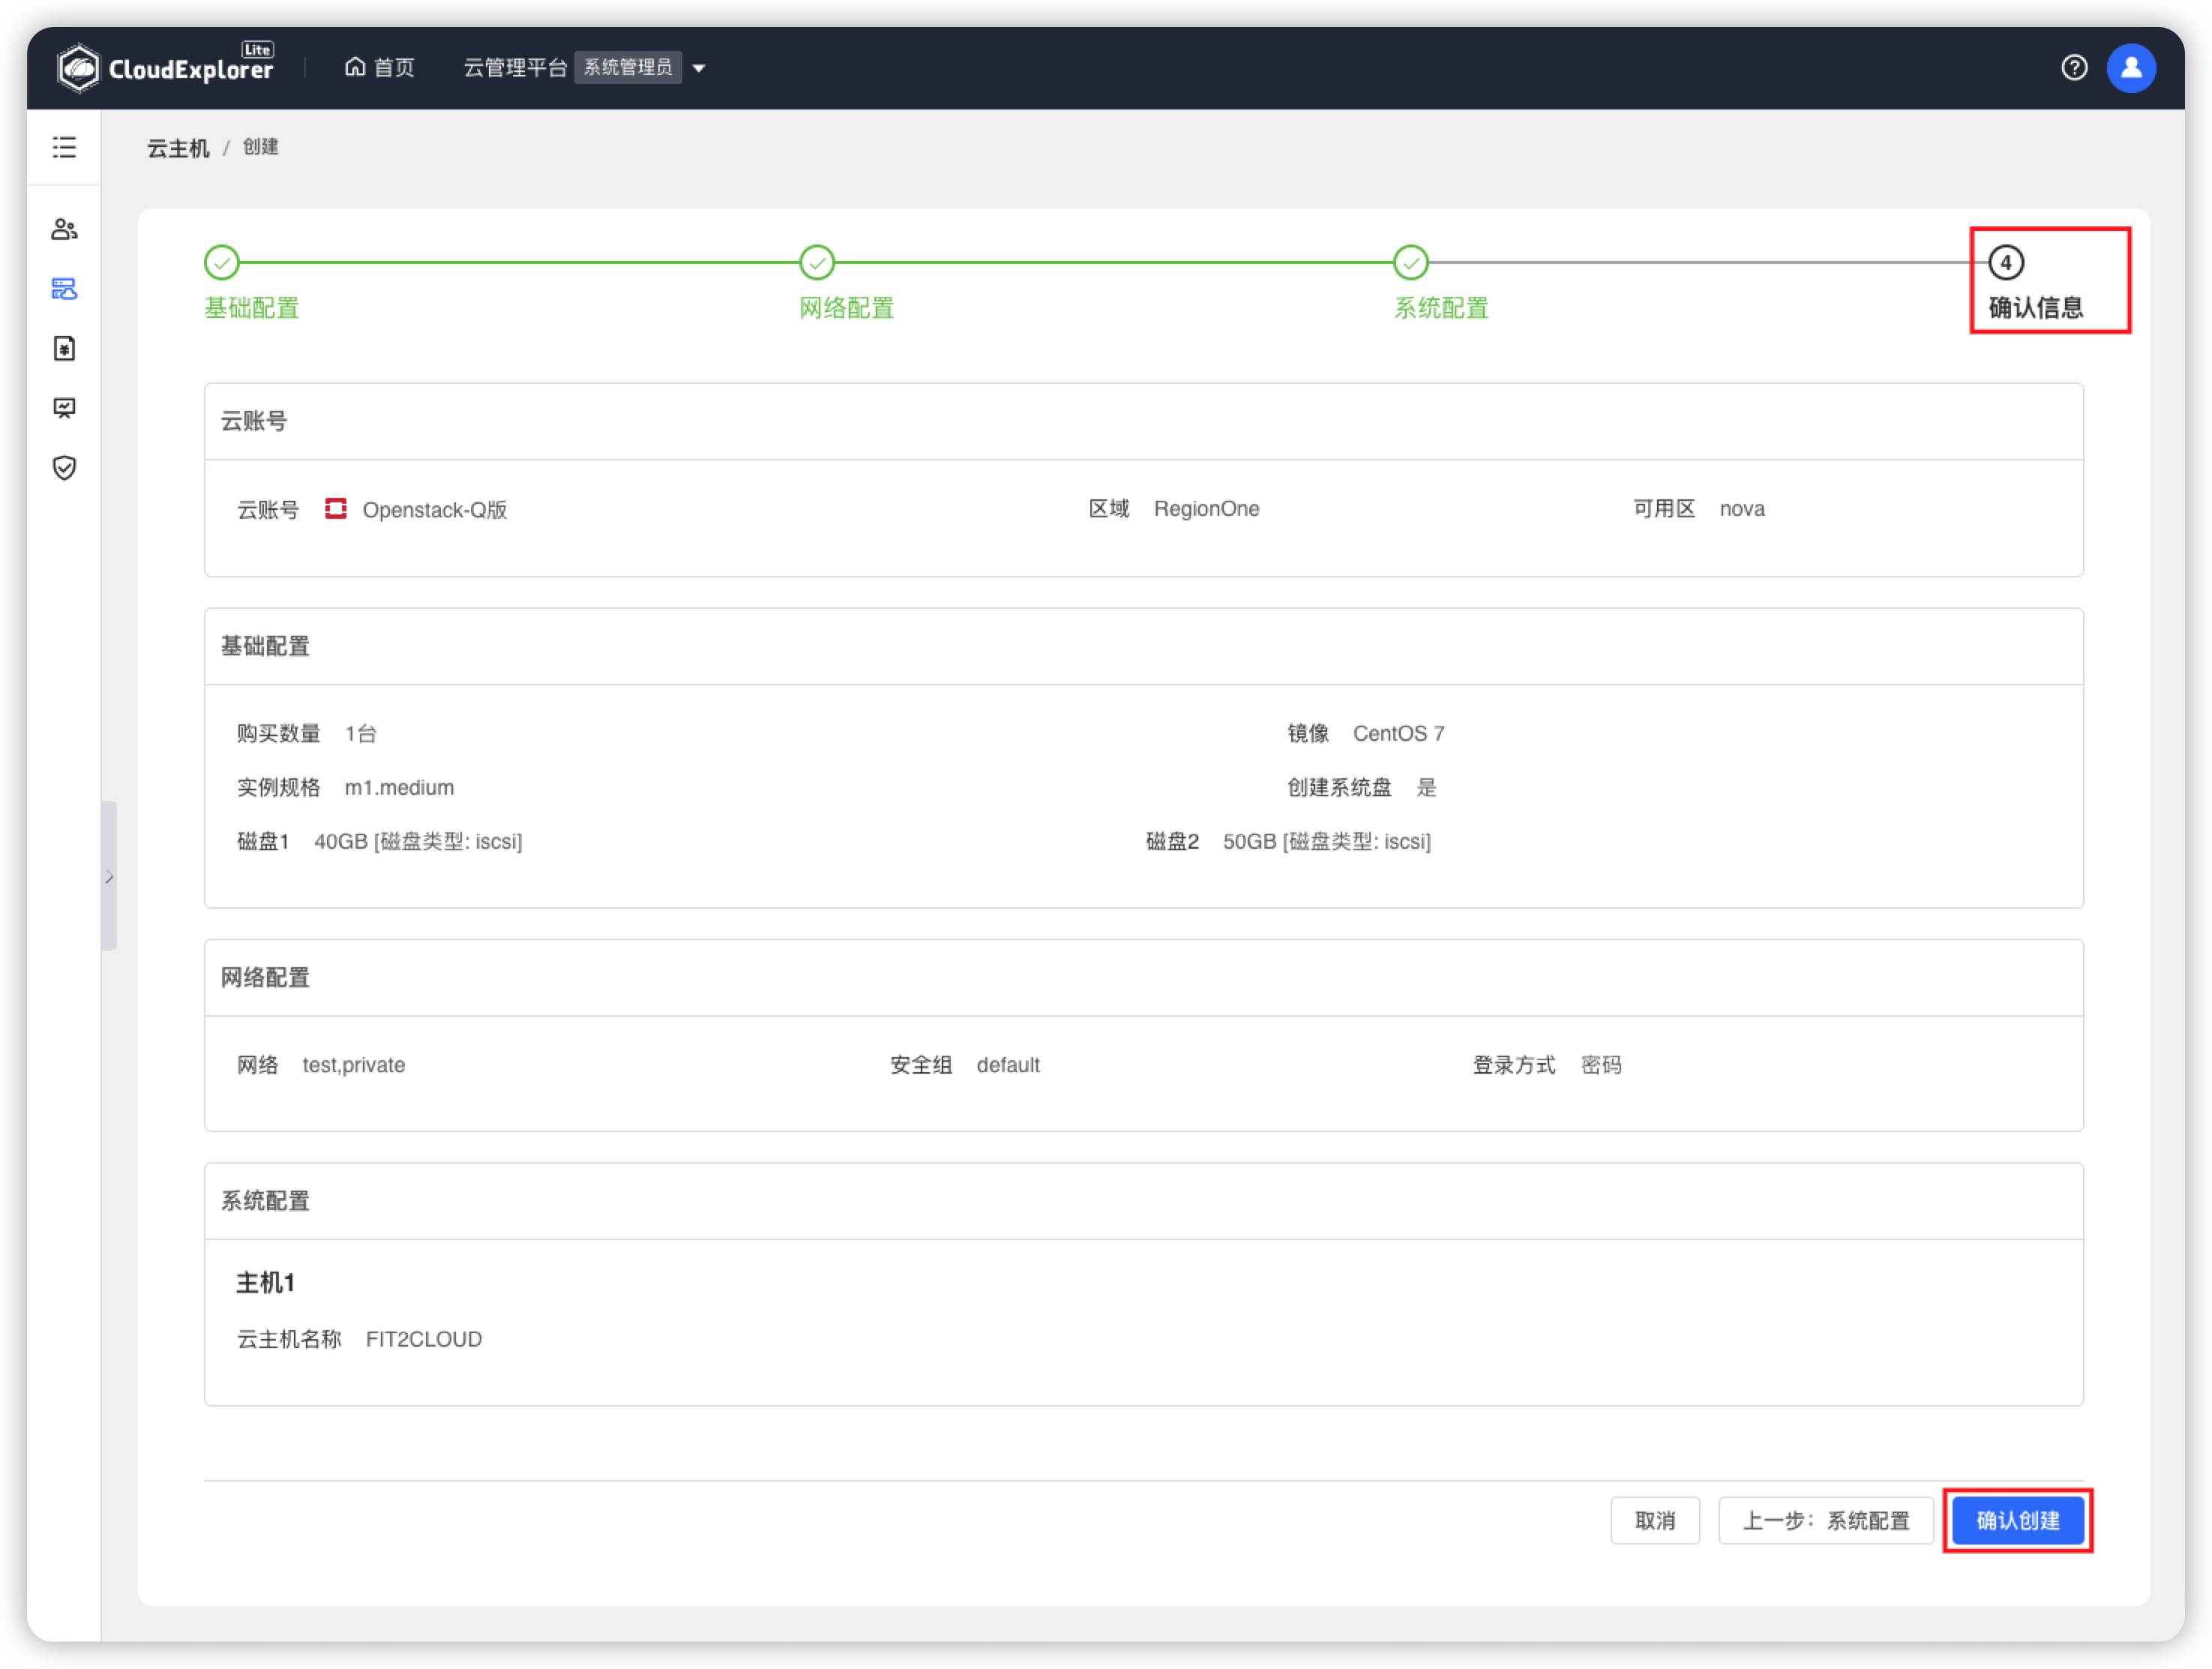 CloudExplorer Lite 首页 云管理平台 系统管理员
云主机 / 创建
4
基础配置 网络配置 系统配置 确认信息
云账号
云账号 Openstack-Q版 区域 RegionOne 可用区 nova
基础配置
购买数量 1台 镜像 CentOS 7
实例规格 m1.medium 创建系统盘 是
磁盘1 40GB [磁盘类型: iscsi] 磁盘2 50GB [磁盘类型: iscsi]
网络配置
网络 test,private 安全组 default 登录方式 密码
系统配置
主机1
云主机名称 FIT2CLOUD
取消 上一步：系统配置 确认创建